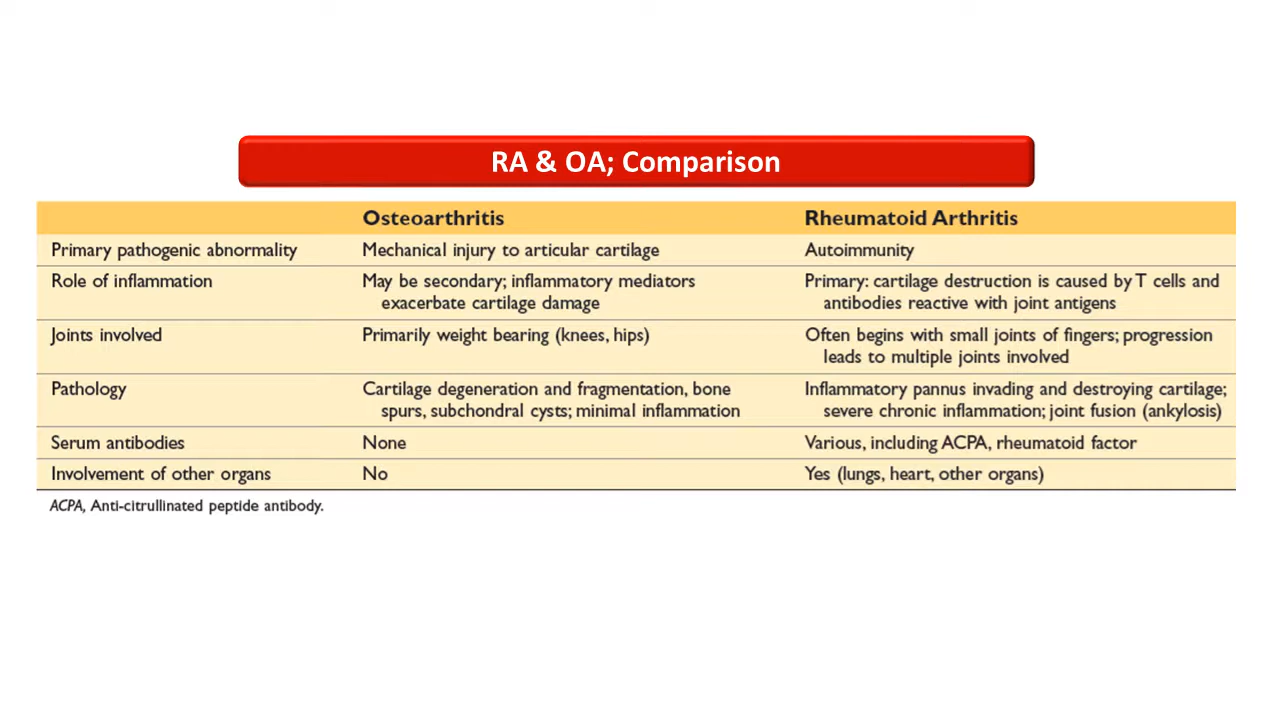 RA & OA; Comparison
Osteoarthritis Rheumatoid Arthritis
Primary pathogenic abnormality Mechanical injury to articular cartilage Autoimmunity
Role of inflammation May be secondary; inflammatory mediators Primary: cartilage destruction is caused by T cells and
exacerbate cartilage damage antibodies reactive with joint antigens
Joints involved Primarily weight bearing (knees, hips) Often begins with small joints of fingers; progression
leads to multiple joints involved
Pathology Cartilage degeneration and fragmentation, bone Inflammatory pannus invading and destroying cartilage;
spurs, subchondral cysts; minimal inflammation severe chronic inflammation; joint fusion (ankylosis)
Serum antibodies None Various, including ACPA, rheumatoid factor
Involvement of other organs No Yes (lungs, heart, other organs)
ACPA, Anti-citrullinated peptide antibody.